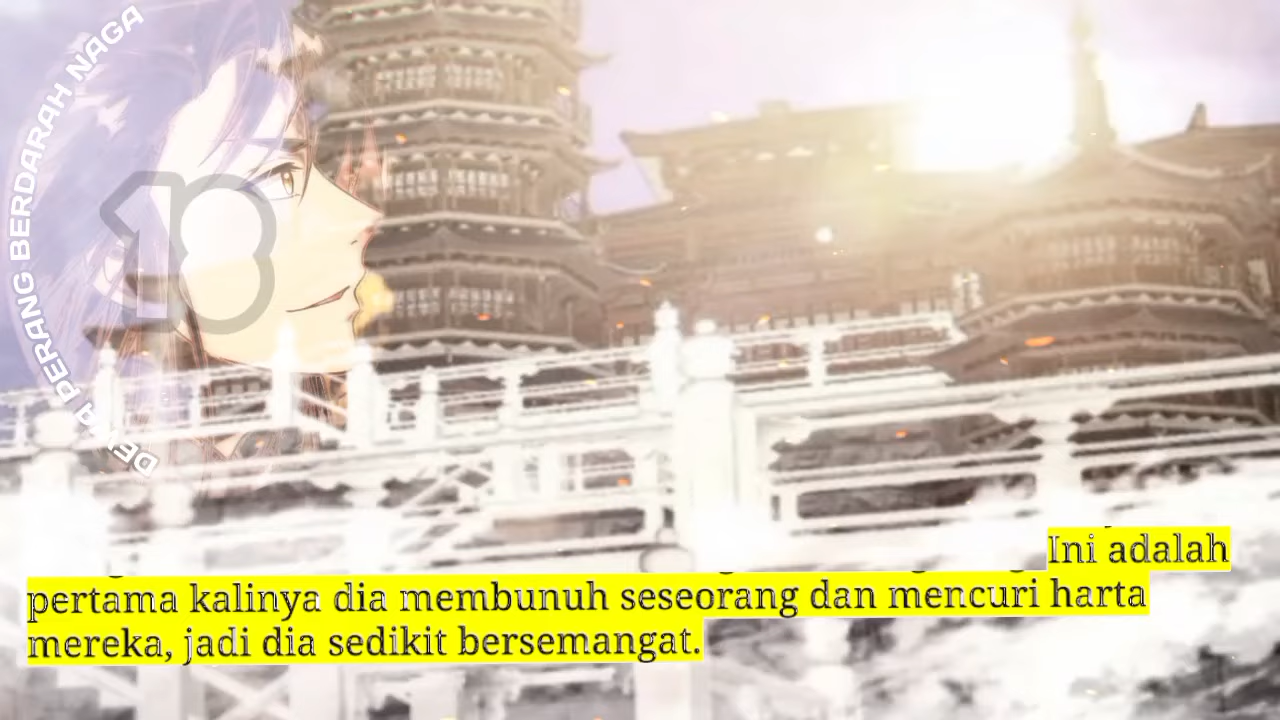 DEWA PERANG BERDARAH NAGA
18
Ini adalah
pertama kalinya dia membunuh seseorang dan mencuri harta
mereka, jadi dia sedikit bersemangat.